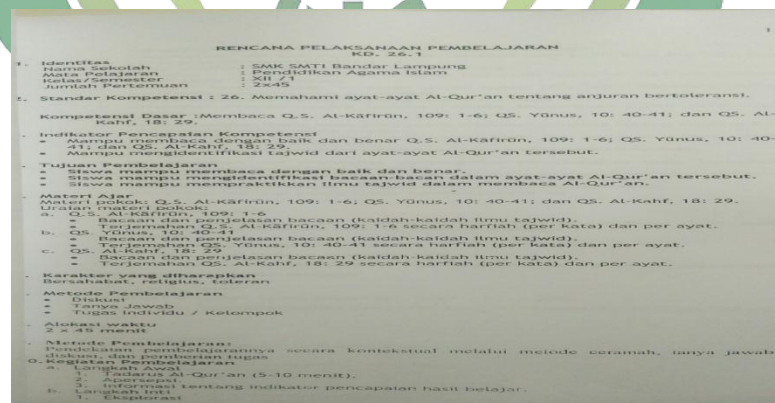 1
RENCANA PELAKSANAAN PEMBELAJARAN
KD. 26.1
Identitas
Nama Sekolah : SMK SMTI Bandar Lampung
Mata Pelajaran : Pendidikan Agama Islam
Kelas/Semester : XII /1
Jumlah Pertemuan : 2x45
Standar Kompetensi : 26. Memahami ayat-ayat Al-Qur'an tentang anjuran bertoleransi.
Kompetensi Dasar :Membaca Q.S. Al-Kāfirūn, 109: 1-6; QS. Yūnus, 10: 40-41; dan QS. Al-
Kahf, 18: 29.
Indikator Pencapaian Kompetensi
• Mampu membaca dengan baik dan benar Q.S. Al-Kāfirūn, 109: 1-6; QS. Yūnus, 10: 40-
41; dan QS. Al-Kahf, 18: 29.
• Mampu mengidentifikasi tajwid dari ayat-ayat Al-Qur'an tersebut.
Tujuan Pembelajaran
• Siswa mampu membaca dengan baik dan benar.
• Siswa mampu mengidentifikasi bacaan-bacan dalam ayat-ayat Al-Qur'an tersebut.
• Siswa mampu mempraktikkan ilmu tajwid dalam membaca Al-Qur'an.
Materi Ajar
Materi pokok: Q.S. Al-Kāfirūn, 109: 1-6; QS. Yūnus, 10: 40-41; dan QS. Al-Kahf, 18: 29.
Uraian materi pokok:
a. Q.S. Al-Kāfirūn, 109: 1-6
• Bacaan dan penjelasan bacaan (kaidah-kaidah ilmu tajwid).
• Terjemahan Q.S. Al-Kāfirūn, 109: 1-6 secara harfiah (per kata) dan per ayat.
b. QS. Yūnus, 10: 40-41
• Bacaan dan penjelasan bacaan (kaidah-kaidah ilmu tajwid).
• Terjemahan QS. Yūnus, 10: 40-41 secara harfiah (per kata) dan per ayat.
c. QS. Al-Kahf, 18: 29
• Bacaan dan penjelasan bacaan (kaidah-kaidah ilmu tajwid).
• Terjemahan QS. Al-Kahf, 18: 29 secara harfiah (per kata) dan per ayat.
Karakter yang diharapkan
Bersahabat, religius, toleran
Metode Pembelajaran
• Diskusi
• Tanya Jawab
• Tugas Individu / Kelompok
Alokasi waktu
2 x 45 menit
Metode Pembelajaran:
Pendekatan pembelajarannya secara kontekstual melalui metode ceramah, tanya jawab
diskusi, dan pemberian tugas
0. Kegiatan Pembelajaran
a. Langkah Awal
1. Tadarus Al-Qur'an (5-10 menit).
2. Apersepsi.
3. Informasi tentang indikator pencapaian hasil belajar.
b. Langkah Inti
1. Eksplorasi